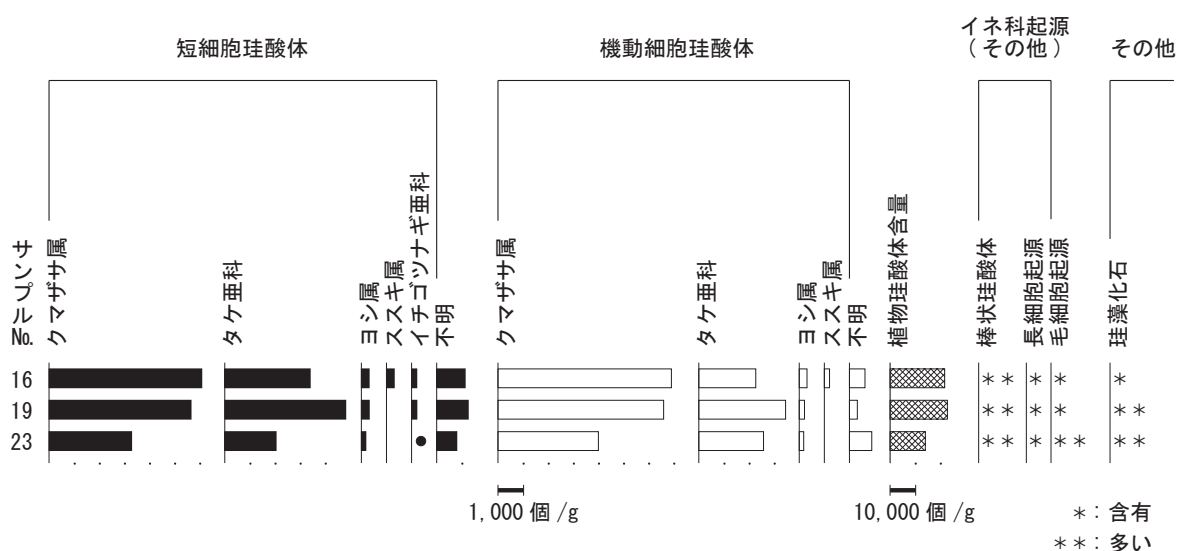 短細胞珪酸体
機動細胞珪酸体
イネ科起源
（その他）
その他
サンプル№
クマザサ属
タケ亜科
ヨシ属
ススキ属
イチゴツナギ亜科
不明
クマザサ属
タケ亜科
ヨシ属
ススキ属
不明
植物珪酸体含量
棒状珪酸体
長細胞起源
毛細胞起源
珪藻化石
16 ＊＊ ＊ ＊ ＊
19 ＊＊ ＊ ＊ ＊＊
23 ● ＊＊ ＊ ＊＊ ＊＊
1,000 個 /g
10,000 個 /g
＊：含有
＊＊：多い